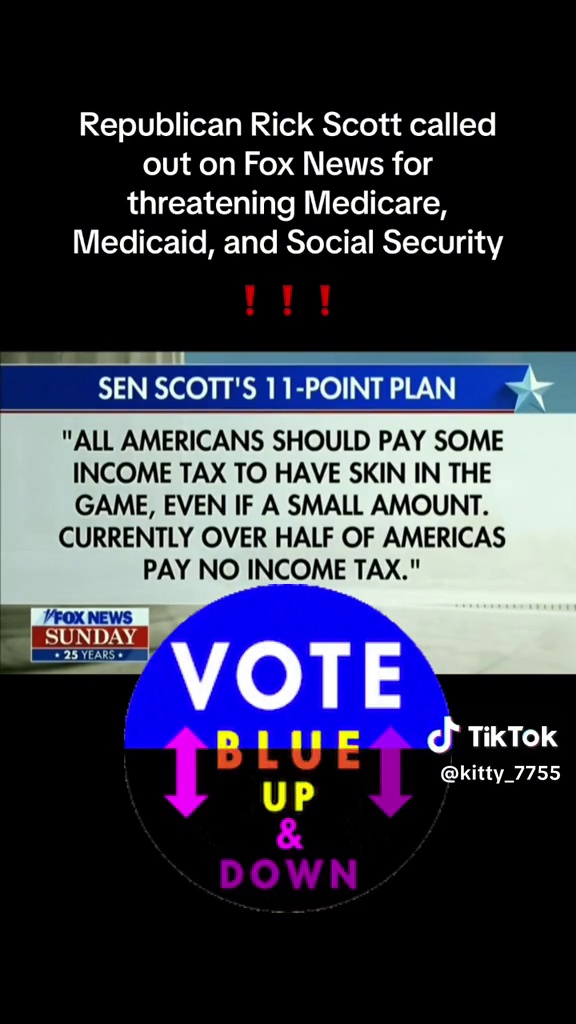 Republican Rick Scott called
out on Fox News for
threatening Medicare,
Medicaid, and Social Security
❗❗❗
SEN SCOTT'S 11-POINT PLAN
"ALL AMERICANS SHOULD PAY SOME
INCOME TAX TO HAVE SKIN IN THE
GAME, EVEN IF A SMALL AMOUNT.
CURRENTLY OVER HALF OF AMERICAS
PAY NO INCOME TAX."
FOX NEWS
SUNDAY
• 25 YEARS •
VOTE
BLUE
UP
&
DOWN
TikTok
@kitty_7755